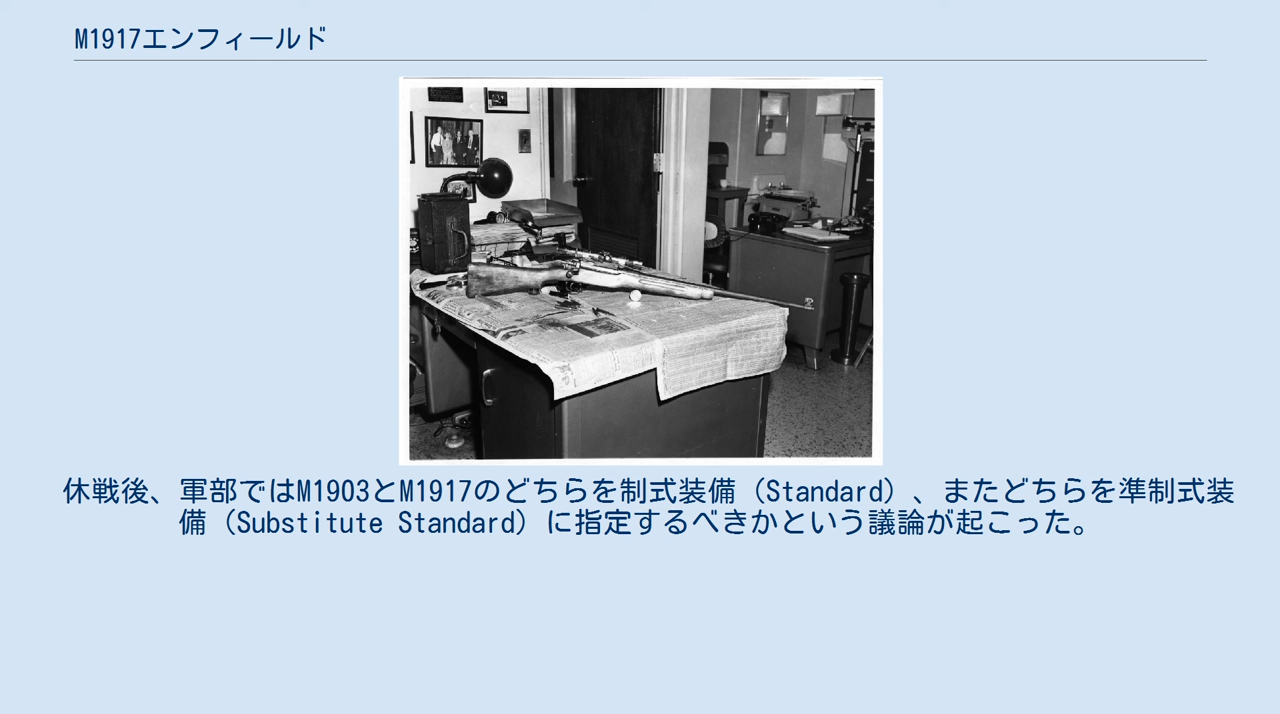 M1917エンフィールド
休戦後、軍部ではM1903とM1917のどちらを制式装備（Standard）、またどちらを準制式装
備（Substitute Standard）に指定するべきかという議論が起こった。